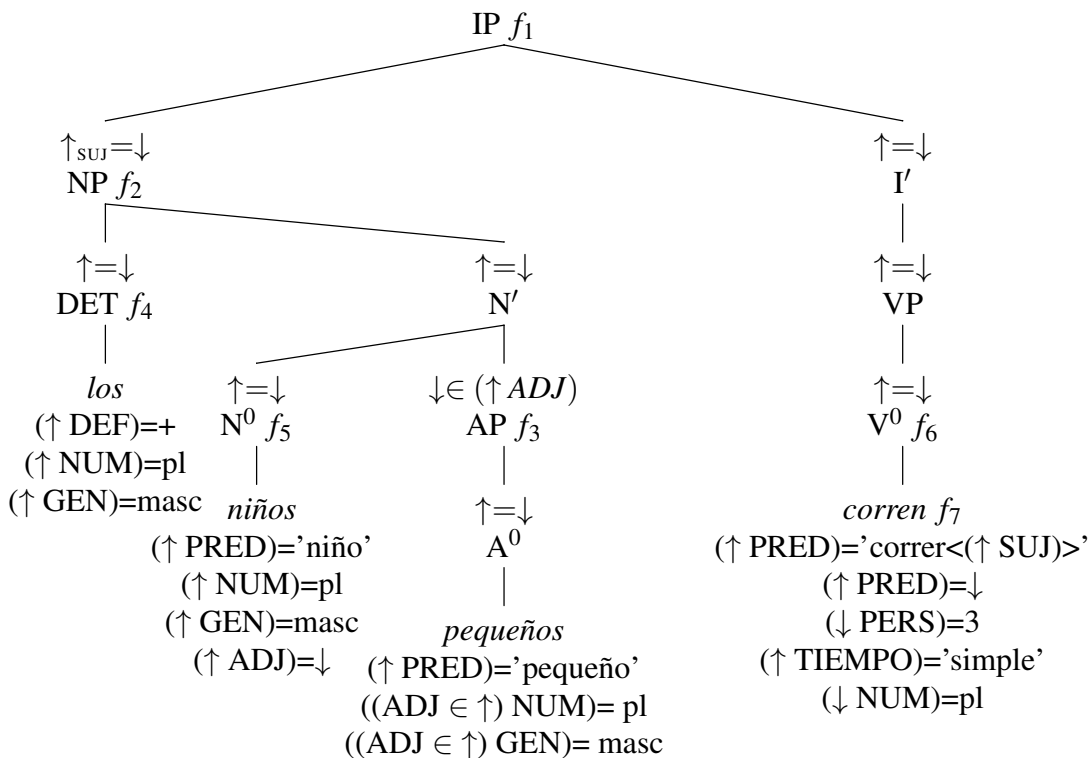 IP f₁
↑SUJ=↓ ↑=↓
NP f₂ I′
↑=↓ ↑=↓ ↑=↓
DET f₄ N′ VP
los ↑=↓ ↓∈ (↑ ADJ) ↑=↓
(↑ DEF)=+ N⁰ f₅ AP f₃ V⁰ f₆
(↑ NUM)=pl
(↑ GEN)=masc niños ↑=↓ corren f₇
(↑ PRED)='niño' A⁰ (↑ PRED)='correr<(↑ SUJ)>'
(↑ NUM)=pl (↑ PRED)=↓
(↑ GEN)=masc pequeños (↓ PERS)=3
(↑ ADJ)=↓ (↑ PRED)='pequeño' (↑ TIEMPO)='simple'
((ADJ ∈ ↑) NUM)= pl (↓ NUM)=pl
((ADJ ∈ ↑) GEN)= masc